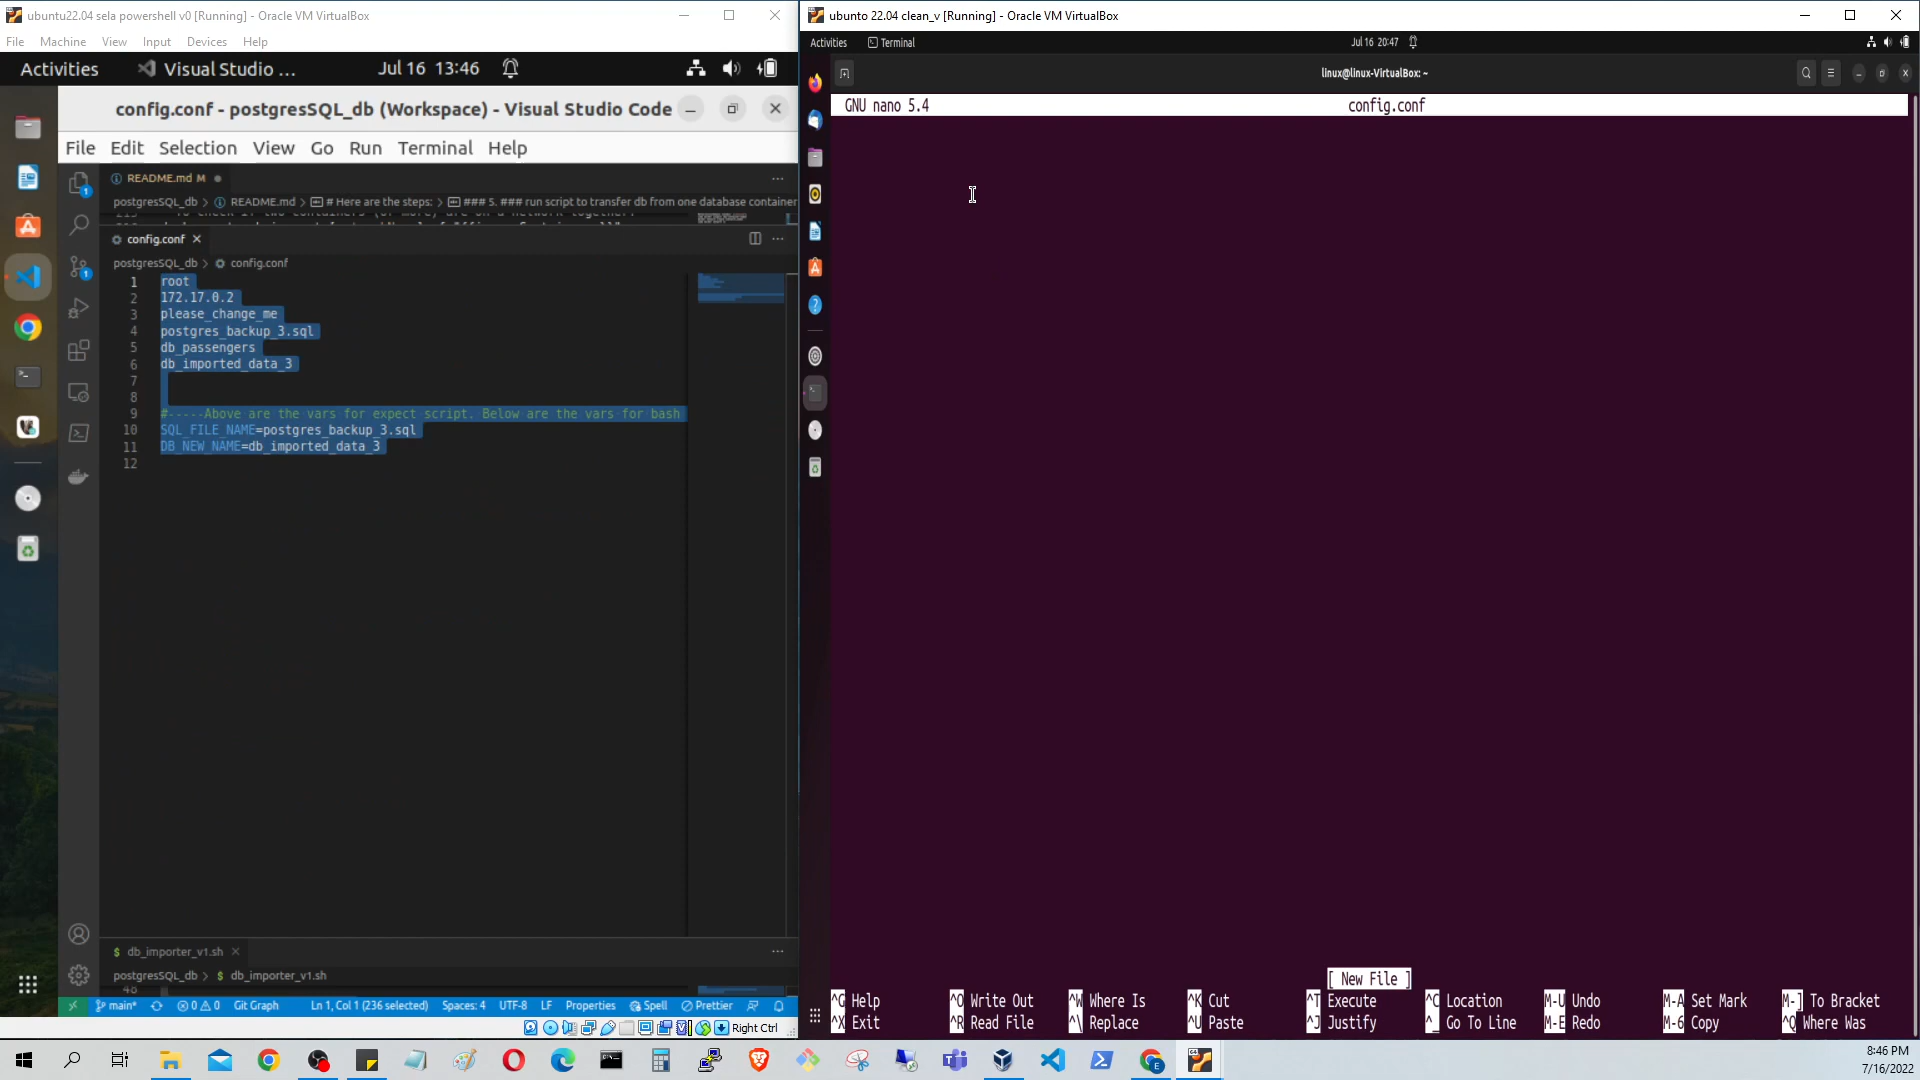 ubuntu22.04 sela powershell v0 [Running] - Oracle VM VirtualBox
File Machine View Input Devices Help
Activities Visual Studio ... Jul 16 13:46
config.conf - postgresSQL_db (Workspace) - Visual Studio Code
File Edit Selection View Go Run Terminal Help
README.md M
postgresSQL_db > README.md > # Here are the steps: > ### 5. ### run script to transfer db from one database container
config.conf
postgresSQL_db > config.conf
1 root
2 172.17.0.2
3 please_change_me
4 postgres_backup_3.sql
5 db_passengers
6 db_imported_data_3
7
8
9 #-----Above are the vars for expect script. Below are the vars for bash
10 SQL_FILE_NAME=postgres_backup_3.sql
11 DB_NEW_NAME=db_imported_data_3
12
$ db_importer_v1.sh
postgresSQL_db > $ db_importer_v1.sh
48
main* 0 0 Git Graph Ln 1, Col 1 (236 selected) Spaces: 4 UTF-8 LF Properties Spell Prettier
Right Ctrl
ubunto 22.04 clean_v [Running] - Oracle VM VirtualBox
Activities Terminal Jul 16 20:47
linux@linux-VirtualBox: ~
GNU nano 5.4 config.conf
[ New File ]
^G Help ^O Write Out ^W Where Is ^K Cut ^T Execute ^C Location M-U Undo M-A Set Mark M-] To Bracket
^X Exit ^R Read File ^\ Replace ^U Paste ^J Justify ^_ Go To Line M-E Redo M-6 Copy ^Q Where Was
8:46 PM
7/16/2022